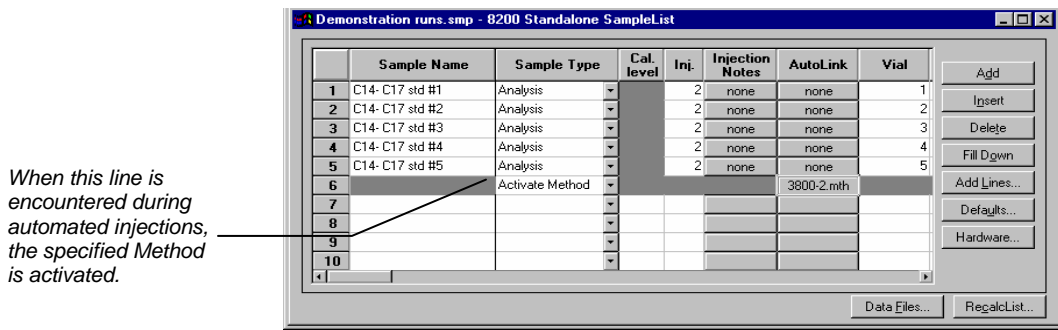 Demonstration runs.smp - 8200 Standalone SampleList
Sample Name Sample Type Cal. level Inj. Injection Notes AutoLink Vial
1 C14- C17 std #1 Analysis 2 none none 1
2 C14- C17 std #2 Analysis 2 none none 2
3 C14- C17 std #3 Analysis 2 none none 3
4 C14- C17 std #4 Analysis 2 none none 4
5 C14- C17 std #5 Analysis 2 none none 5
6 Activate Method 3800-2.mth
7
8
9
10
Add
Insert
Delete
Fill Down
Add Lines...
Defaults...
Hardware...
Data Files...
RecalcList...
When this line is
encountered during
automated injections,
the specified Method
is activated.